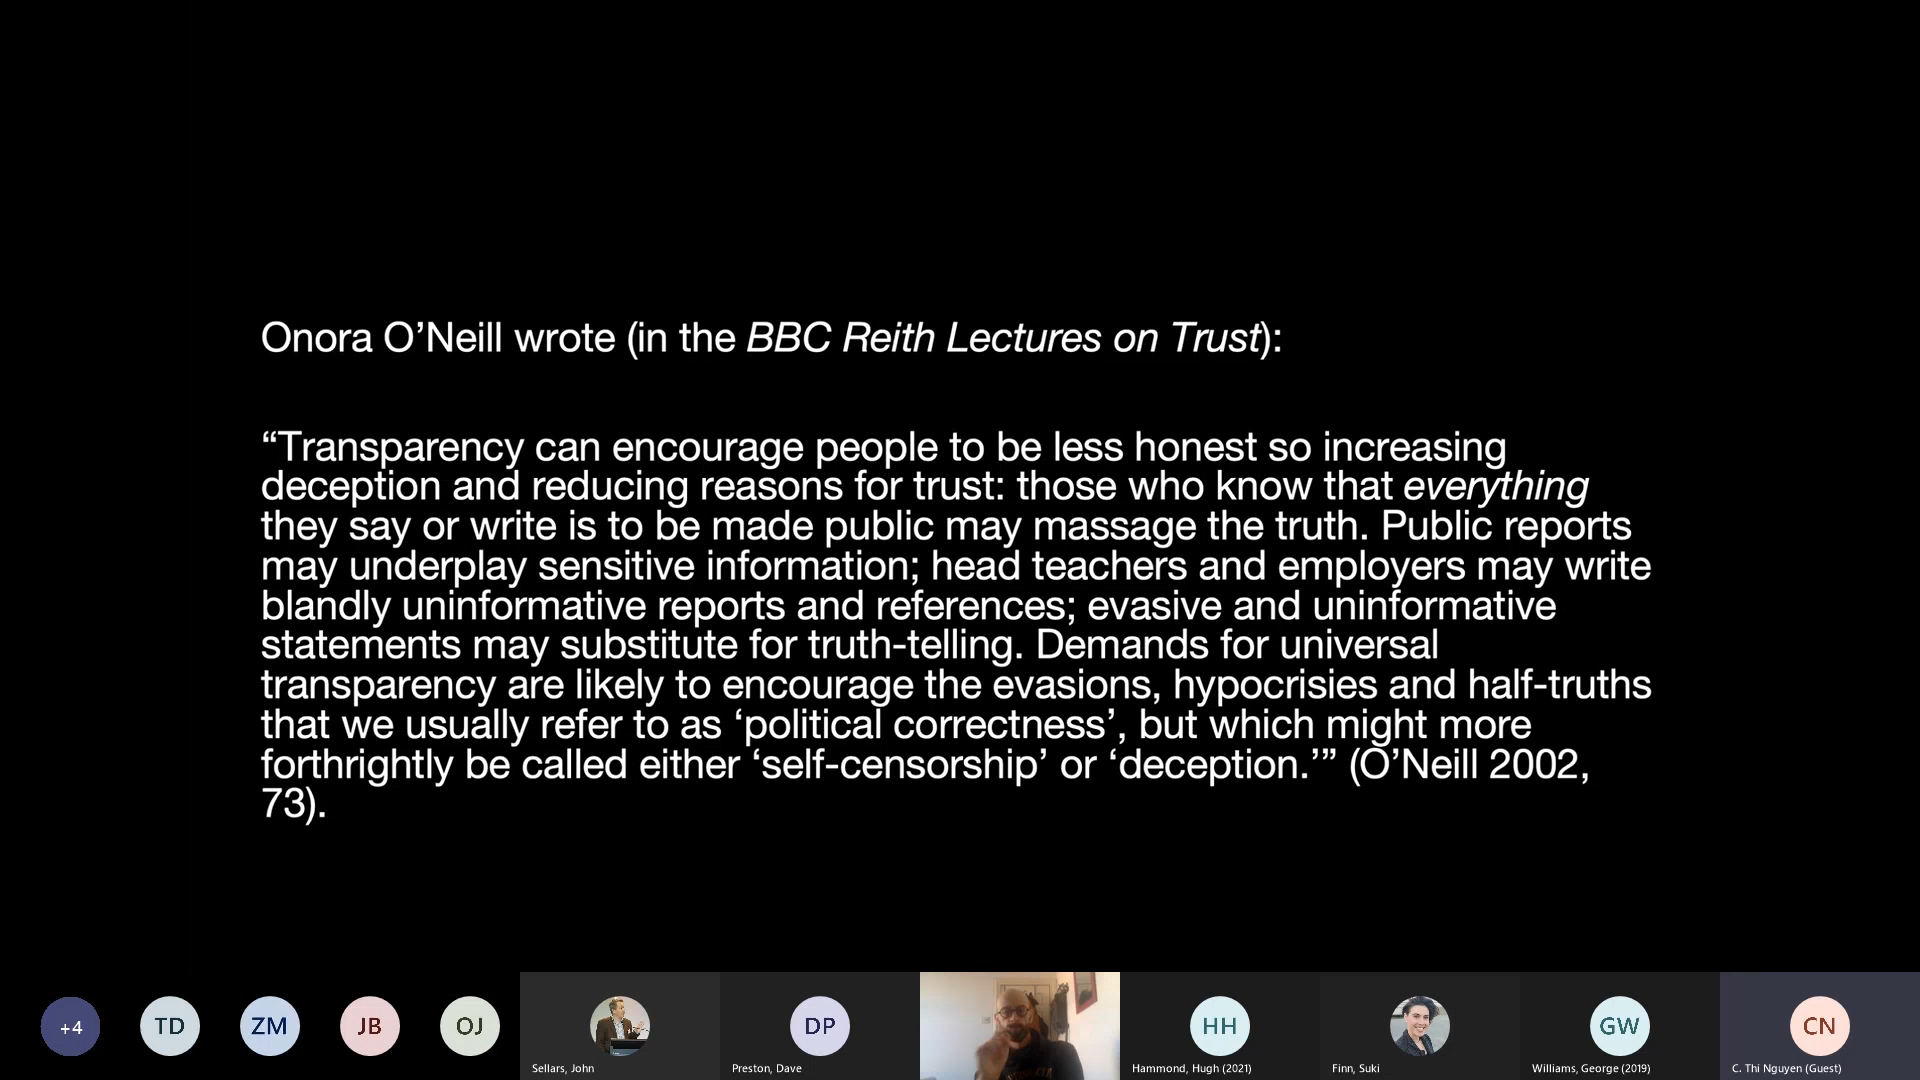 Onora O’Neill wrote (in the BBC Reith Lectures on Trust):
“Transparency can encourage people to be less honest so increasing
deception and reducing reasons for trust: those who know that everything
they say or write is to be made public may massage the truth. Public reports
may underplay sensitive information; head teachers and employers may write
blandly uninformative reports and references; evasive and uninformative
statements may substitute for truth-telling. Demands for universal
transparency are likely to encourage the evasions, hypocrisies and half-truths
that we usually refer to as ‘political correctness’, but which might more
forthrightly be called either ‘self-censorship’ or ‘deception.’” (O’Neill 2002,
73).
+4
TD
ZM
JB
OJ
Sellars, John
DP
Preston, Dave
HH
Hammond, Hugh (2021)
Finn, Suki
GW
Williams, George (2019)
CN
C. Thi Nguyen (Guest)